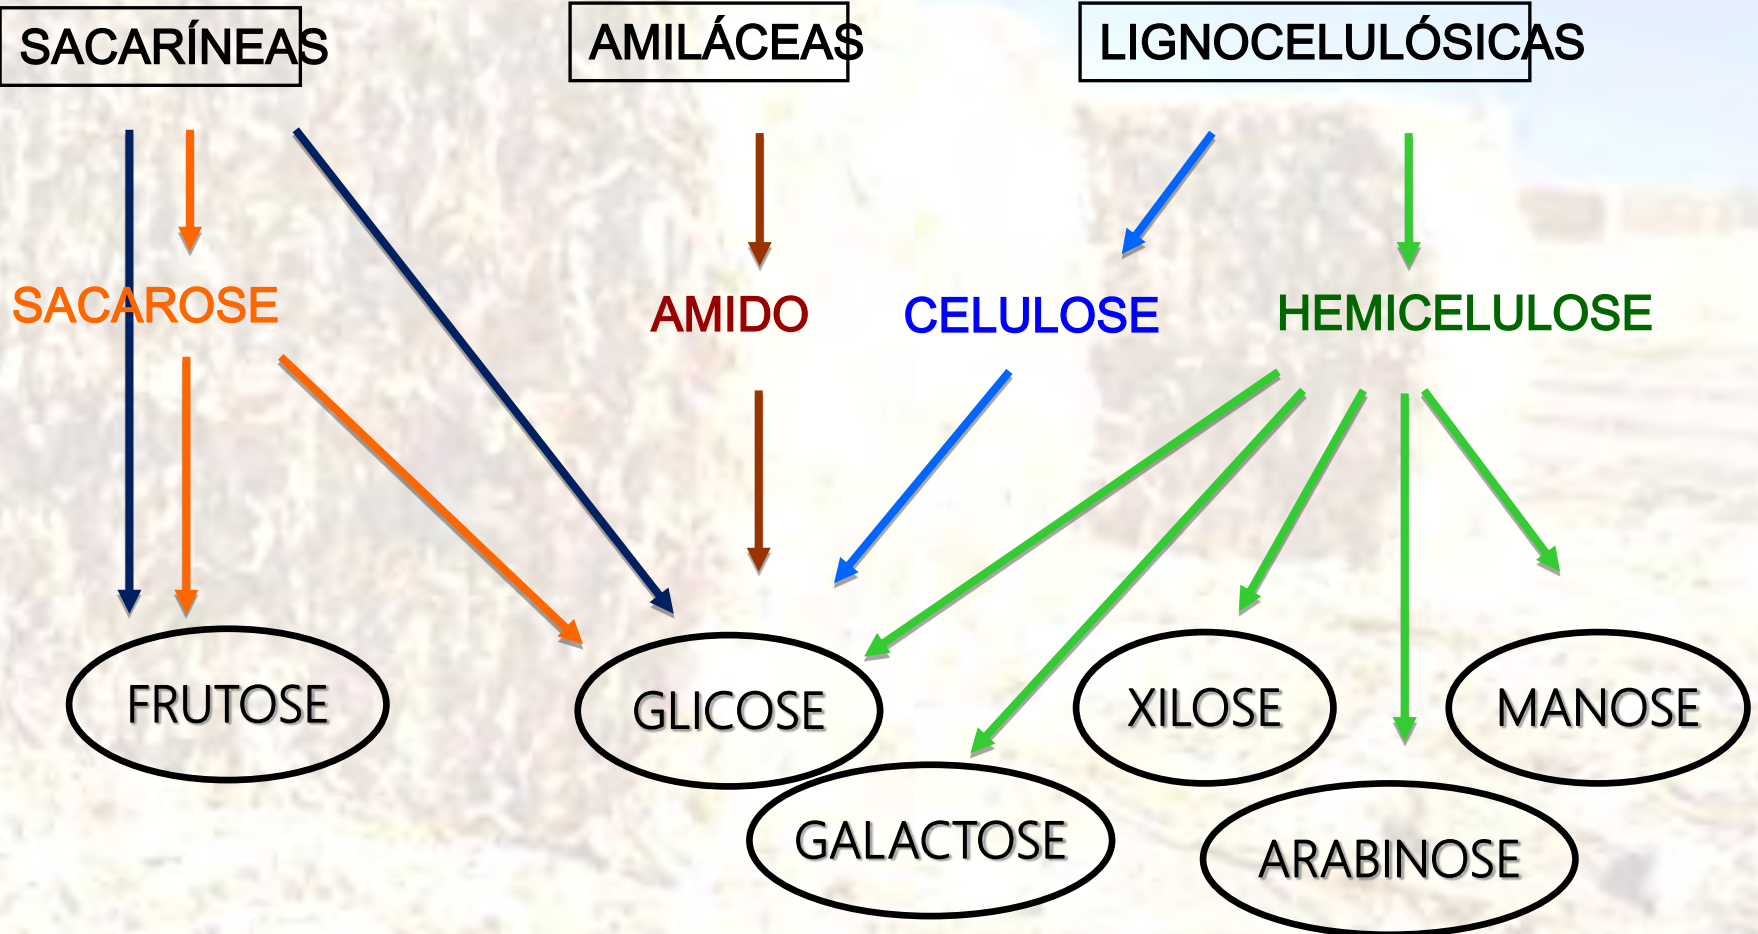 SACARÍNEAS
AMILÁCEAS
LIGNOCELULÓSICAS
SACAROSE
AMIDO
CELULOSE
HEMICELULOSE
FRUTOSE
GLICOSE
XILOSE
MANOSE
GALACTOSE
ARABINOSE